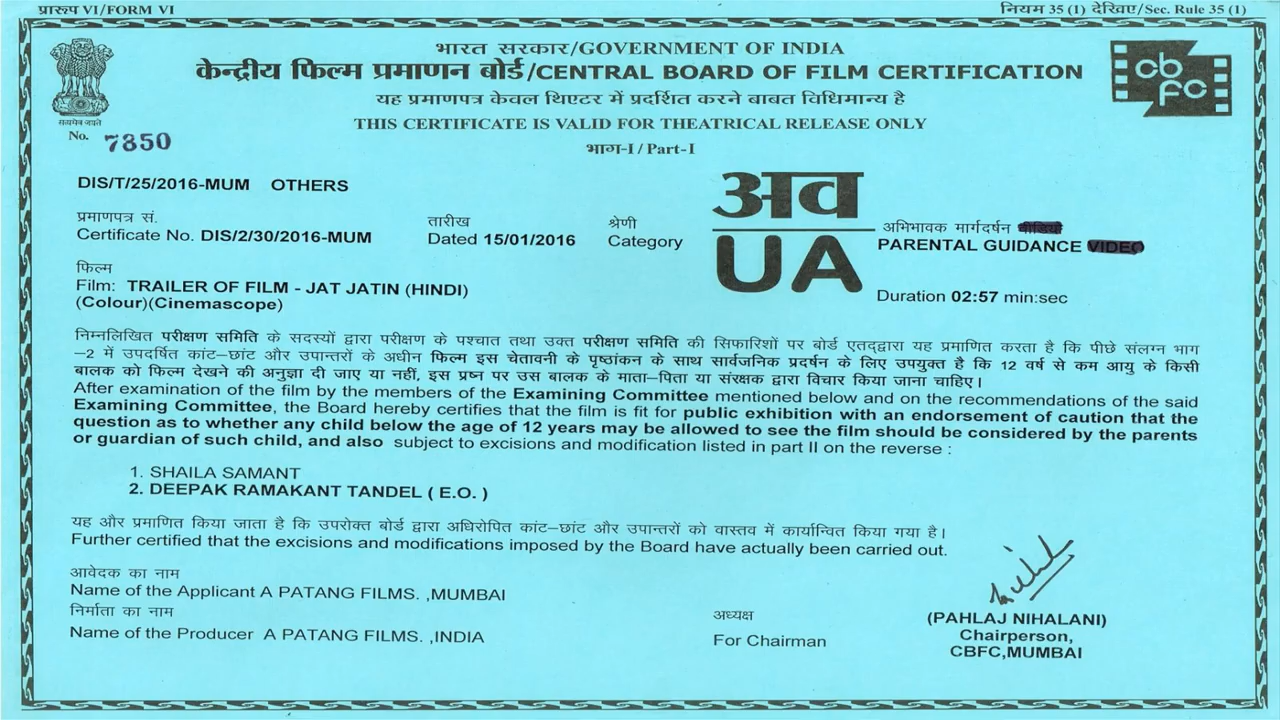 प्रारूप VI/FORM VI
नियम 35 (1) देखिए/Sec. Rule 35 (1)
भारत सरकार/GOVERNMENT OF INDIA
केन्द्रीय फिल्म प्रमाणन बोर्ड/CENTRAL BOARD OF FILM CERTIFICATION
cbfc
यह प्रमाणपत्र केवल थिएटर में प्रदर्शित करने बाबत विधिमान्य है
सत्यमेव जयते
THIS CERTIFICATE IS VALID FOR THEATRICAL RELEASE ONLY
No. 7850
भाग-I / Part-I
DIS/T/25/2016-MUM OTHERS
अव
प्रमाणपत्र सं. तारीख श्रेणी
अभिभावक मार्गदर्शन
Certificate No. DIS/2/30/2016-MUM Dated 15/01/2016 Category
UA
PARENTAL GUIDANCE VIDEO
फिल्म
Film: TRAILER OF FILM - JAT JATIN (HINDI)
(Colour)(Cinemascope)
Duration 02:57 min:sec
निम्नलिखित परीक्षण समिति के सदस्यों द्वारा परीक्षण के पश्चात तथा उक्त परीक्षण समिति की सिफारिशों पर बोर्ड एतद्द्वारा यह प्रमाणित करता है कि पीछे संलग्न भाग
–2 में उपदर्षित कांट–छांट और उपान्तरों के अधीन फिल्म इस चेतावनी के पृष्ठांकन के साथ सार्वजनिक प्रदर्षन के लिए उपयुक्त है कि 12 वर्ष से कम आयु के किसी
बालक को फिल्म देखने की अनुज्ञा दी जाए या नहीं, इस प्रश्न पर उस बालक के माता–पिता या संरक्षक द्वारा विचार किया जाना चाहिए।
After examination of the film by the members of the Examining Committee mentioned below and on the recommendations of the said
Examining Committee, the Board hereby certifies that the film is fit for public exhibition with an endorsement of caution that the
question as to whether any child below the age of 12 years may be allowed to see the film should be considered by the parents
or guardian of such child, and also subject to excisions and modification listed in part II on the reverse :
1. SHAILA SAMANT
2. DEEPAK RAMAKANT TANDEL ( E.O. )
यह और प्रमाणित किया जाता है कि उपरोक्त बोर्ड द्वारा अधिरोपित कांट–छांट और उपान्तरों को वास्तव में कार्यान्वित किया गया है।
Further certified that the excisions and modifications imposed by the Board have actually been carried out.
आवेदक का नाम
Name of the Applicant A PATANG FILMS. ,MUMBAI
निर्माता का नाम
Name of the Producer A PATANG FILMS. ,INDIA
अध्यक्ष
For Chairman
(PAHLAJ NIHALANI)
Chairperson,
CBFC,MUMBAI